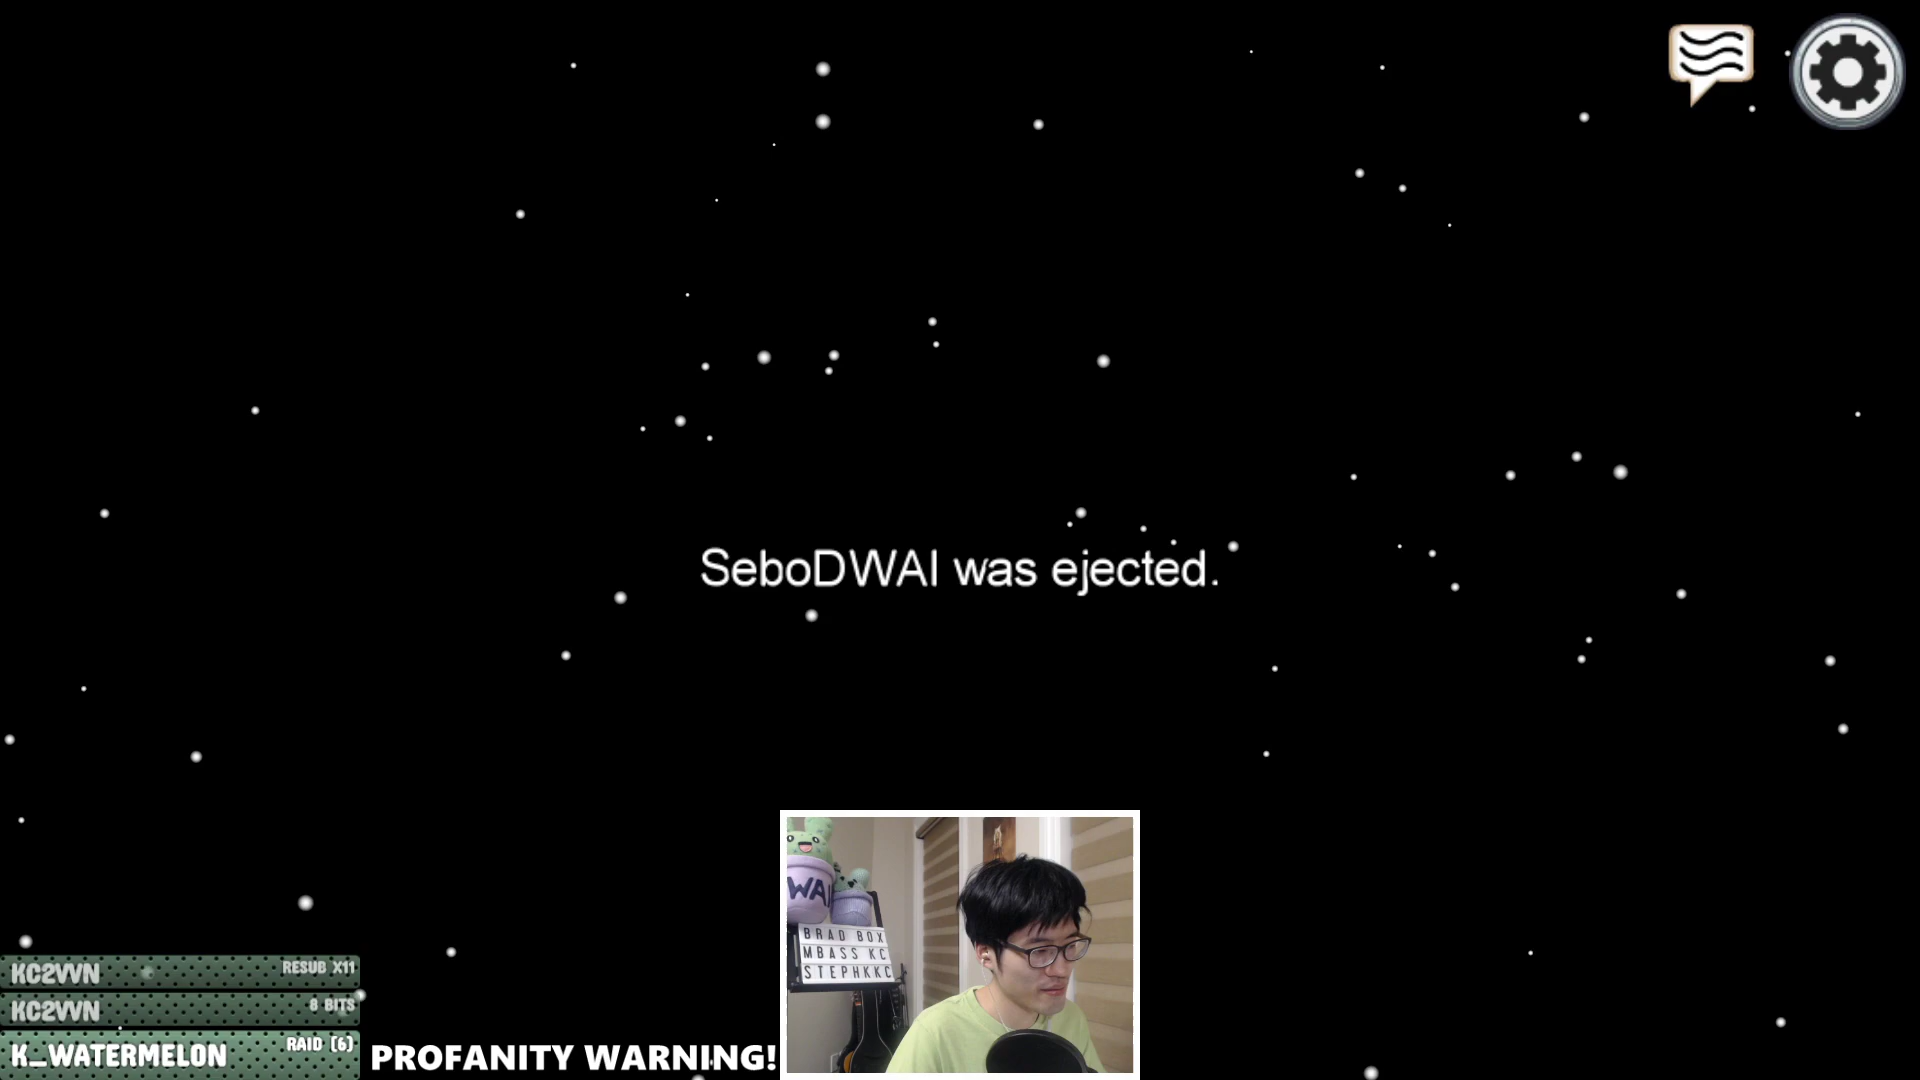 SeboDWAI was ejected.
WAI
BRAD BOX
MBASS KC
STEPHKKC
KC2VVN RESUB X11
KC2VVN 8 BITS
K_WATERMELON RAID (6)
PROFANITY WARNING!